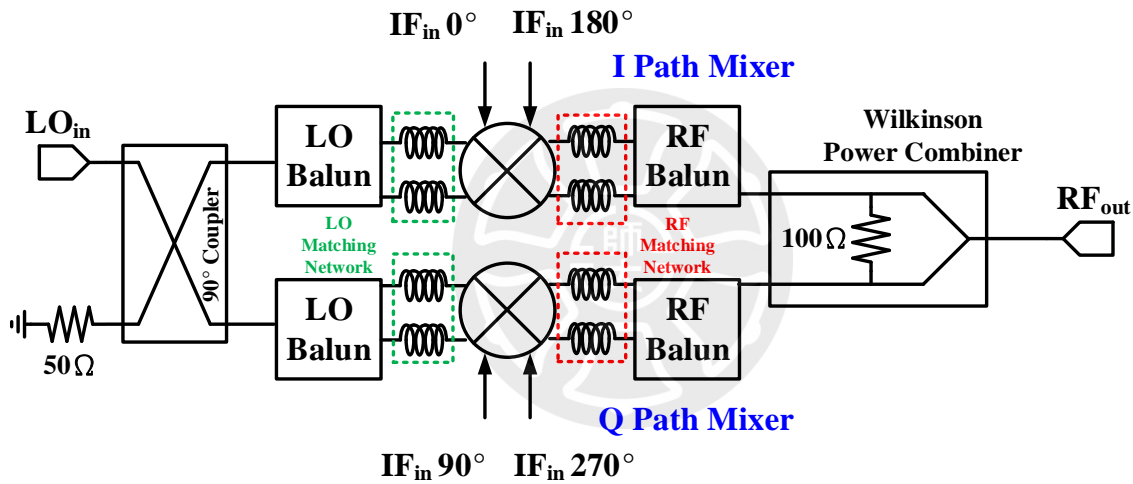 IFin 0°
IFin 180°
I Path Mixer
LOin
90° Coupler
50Ω
LO
Balun
LO
Matching
Network
LO
Balun
RF
Balun
RF
Matching
Network
RF
Balun
Wilkinson
Power Combiner
100Ω
RFout
Q Path Mixer
IFin 90°
IFin 270°
師